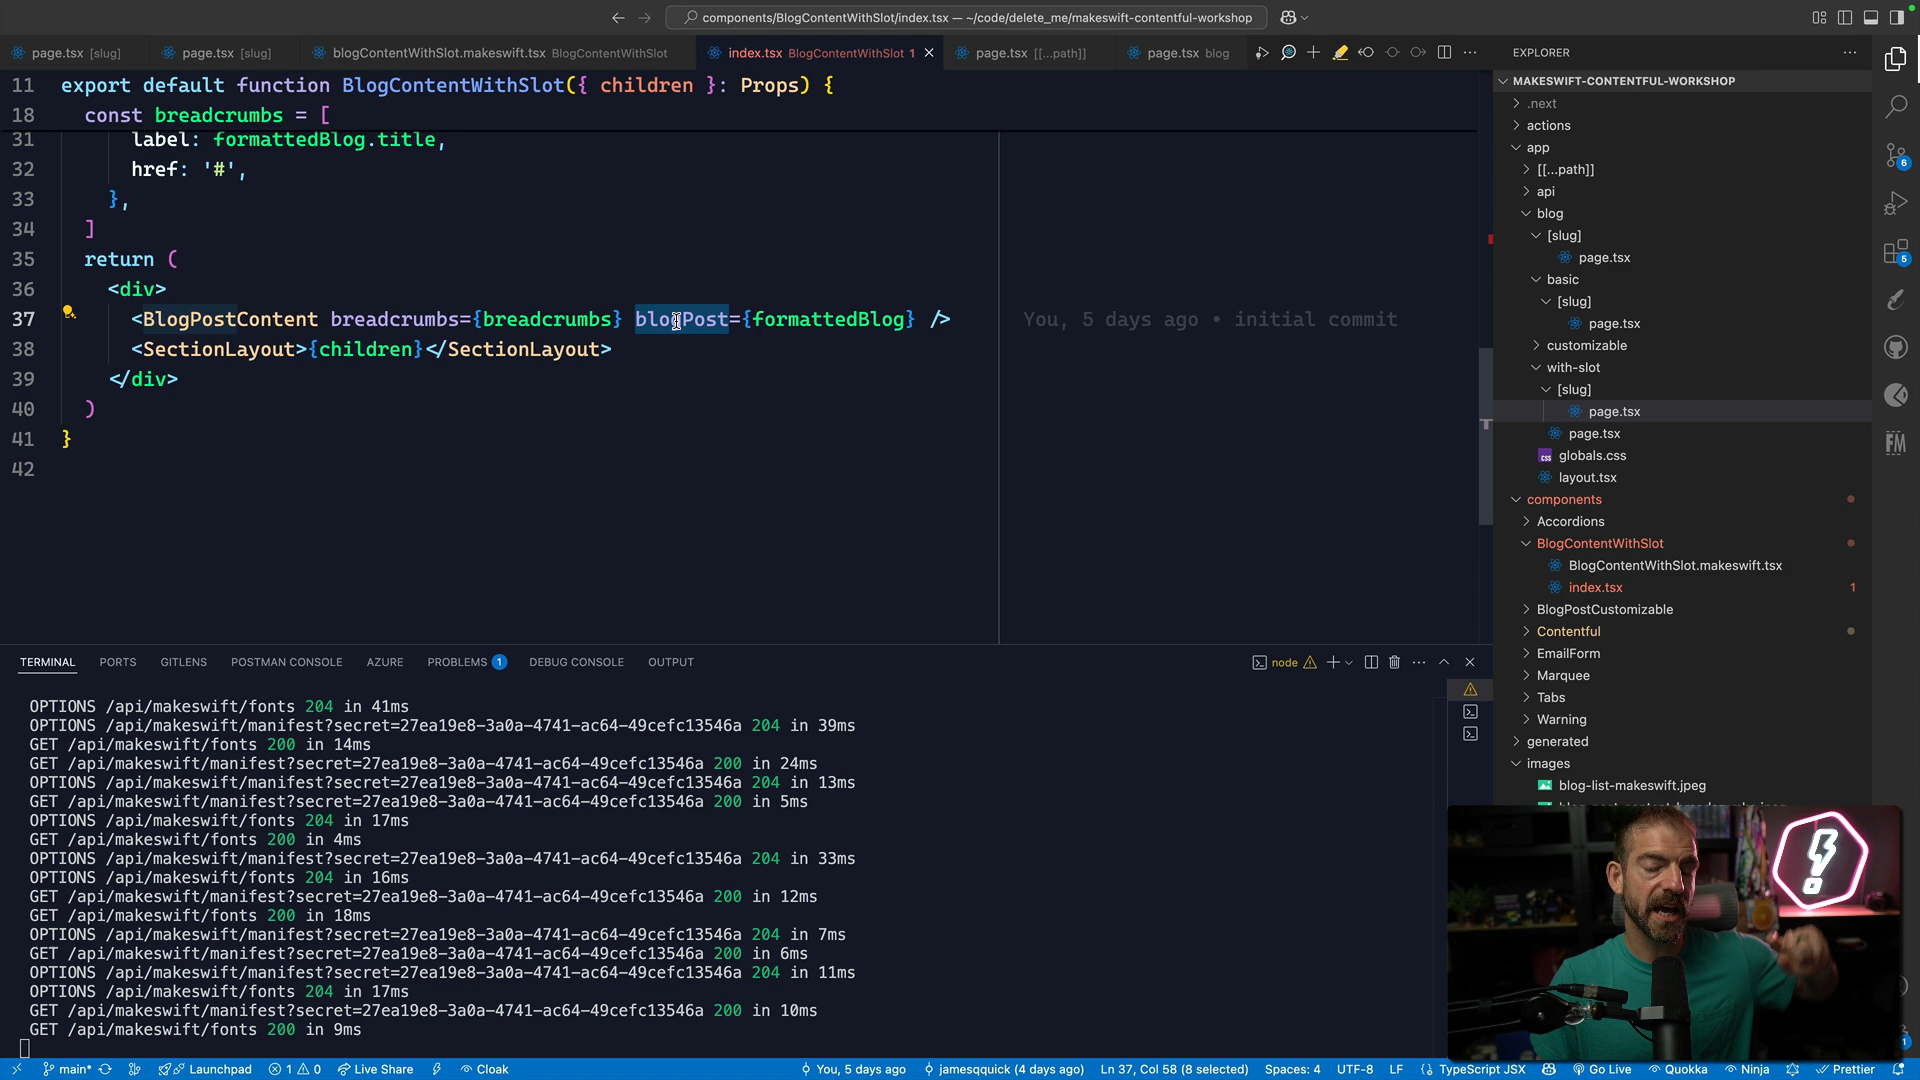 components/BlogContentWithSlot/index.tsx — ~/code/delete_me/makeswift-contentful-workshop
page.tsx [slug]
page.tsx [slug]
blogContentWithSlot.makeswift.tsx BlogContentWithSlot
index.tsx BlogContentWithSlot 1
page.tsx [[...path]]
page.tsx blog
11 export default function BlogContentWithSlot({ children }: Props) {
18 const breadcrumbs = [
31 label: formattedBlog.title,
32 href: '#',
33 },
34 ]
35 return (
36 <div>
37 <BlogPostContent breadcrumbs={breadcrumbs} blogPost={formattedBlog} /> You, 5 days ago • initial commit
38 <SectionLayout>{children}</SectionLayout>
39 </div>
40 )
41 }
42
EXPLORER
MAKESWIFT-CONTENTFUL-WORKSHOP
.next
actions
app
[[...path]]
api
blog
[slug]
page.tsx
basic
[slug]
page.tsx
customizable
with-slot
[slug]
page.tsx
page.tsx
globals.css
layout.tsx
components
Accordions
BlogContentWithSlot
BlogContentWithSlot.makeswift.tsx
index.tsx 1
BlogPostCustomizable
Contentful
EmailForm
Marquee
Tabs
Warning
generated
images
blog-list-makeswift.jpeg
6
5
FM
TERMINAL PORTS GITLENS POSTMAN CONSOLE AZURE PROBLEMS 1 DEBUG CONSOLE OUTPUT
node
OPTIONS /api/makeswift/fonts 204 in 41ms
OPTIONS /api/makeswift/manifest?secret=27ea19e8-3a0a-4741-ac64-49cefc13546a 204 in 39ms
GET /api/makeswift/fonts 200 in 14ms
GET /api/makeswift/manifest?secret=27ea19e8-3a0a-4741-ac64-49cefc13546a 200 in 24ms
OPTIONS /api/makeswift/manifest?secret=27ea19e8-3a0a-4741-ac64-49cefc13546a 204 in 13ms
GET /api/makeswift/manifest?secret=27ea19e8-3a0a-4741-ac64-49cefc13546a 200 in 5ms
OPTIONS /api/makeswift/fonts 204 in 17ms
GET /api/makeswift/fonts 200 in 4ms
OPTIONS /api/makeswift/manifest?secret=27ea19e8-3a0a-4741-ac64-49cefc13546a 204 in 33ms
OPTIONS /api/makeswift/fonts 204 in 16ms
GET /api/makeswift/manifest?secret=27ea19e8-3a0a-4741-ac64-49cefc13546a 200 in 12ms
GET /api/makeswift/fonts 200 in 18ms
OPTIONS /api/makeswift/manifest?secret=27ea19e8-3a0a-4741-ac64-49cefc13546a 204 in 7ms
GET /api/makeswift/manifest?secret=27ea19e8-3a0a-4741-ac64-49cefc13546a 200 in 6ms
OPTIONS /api/makeswift/manifest?secret=27ea19e8-3a0a-4741-ac64-49cefc13546a 204 in 11ms
OPTIONS /api/makeswift/fonts 204 in 17ms
GET /api/makeswift/manifest?secret=27ea19e8-3a0a-4741-ac64-49cefc13546a 200 in 10ms
GET /api/makeswift/fonts 200 in 9ms
main* Launchpad 1 0 Live Share Cloak You, 5 days ago jamesqquick (4 days ago) Ln 37, Col 58 (8 selected) Spaces: 4 UTF-8 LF {} TypeScript JSX Go Live Quokka Ninja Prettier